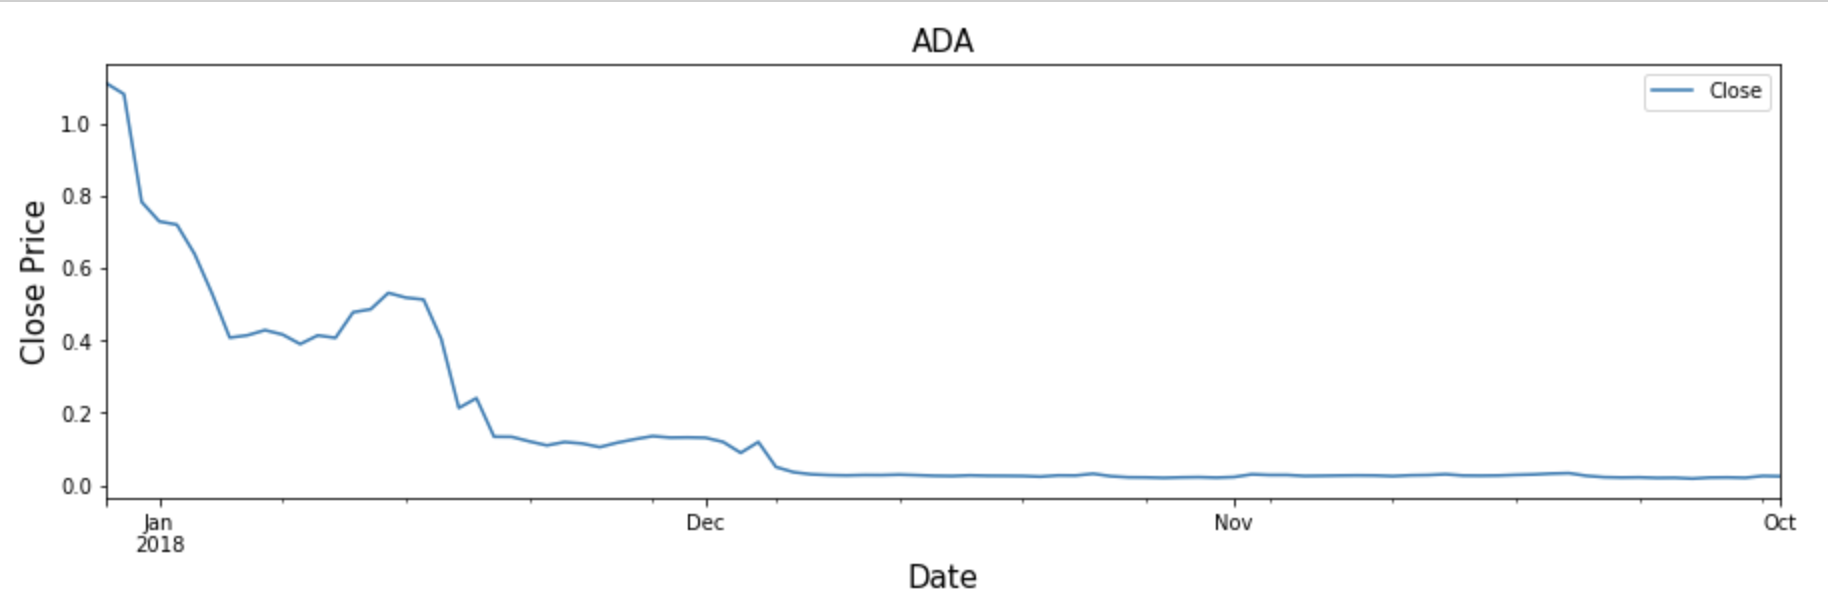 ADA
Close
Close Price
1.0
0.8
0.6
0.4
0.2
0.0
Jan
2018
Dec
Nov
Oct
Date